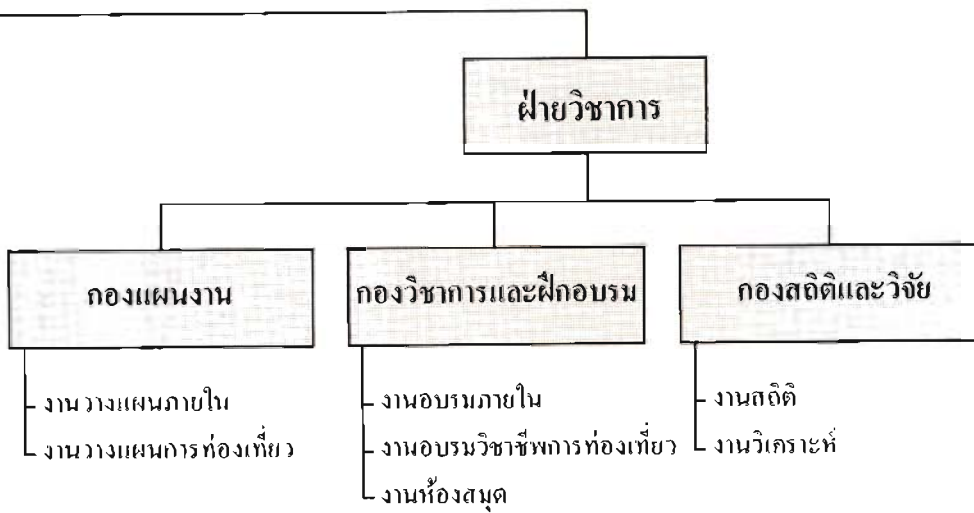 ฝ่ายวิชาการ
กองแผนงาน
งานวางแผนภายใน
งานวางแผนการท่องเที่ยว
กองวิชาการและฝึกอบรม
งานอบรมภายใน
งานอบรมวิชาชีพการท่องเที่ยว
งานห้องสมุด
กองสถิติและวิจัย
งานสถิติ
งานวิเคราะห์